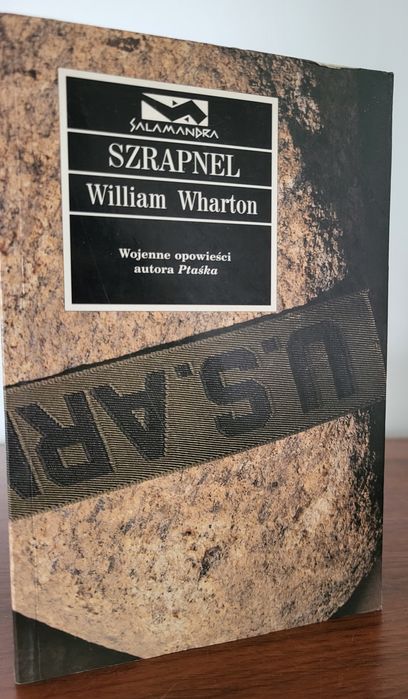 SALAMANDRA
SZRAPNEL
William Wharton
Wojenne opowieści
autora Ptaśka
U.S. AR